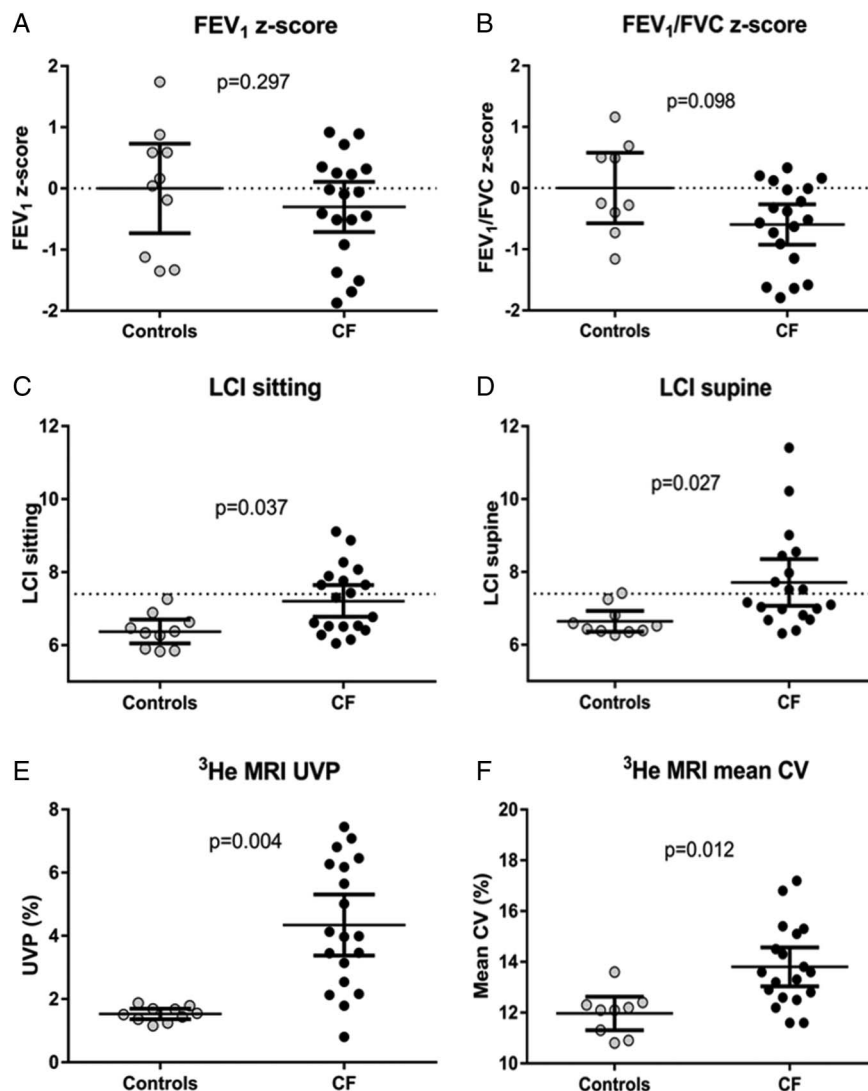 A
FEV₁ z-score
p=0.297
FEV₁ z-score
2
1
0
-1
-2
Controls
CF
B
FEV₁/FVC z-score
p=0.098
FEV₁/FVC z-score
2
1
0
-1
-2
Controls
CF
C
LCI sitting
p=0.037
LCI sitting
12
10
8
6
Controls
CF
D
LCI supine
p=0.027
LCI supine
12
10
8
6
Controls
CF
E
³He MRI UVP
p=0.004
UVP (%)
8
6
4
2
0
Controls
CF
F
³He MRI mean CV
p=0.012
Mean CV (%)
20
18
16
14
12
10
Controls
CF